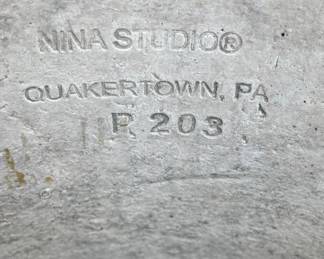 NINA STUDIO®
QUAKERTOWN, PA
P 203